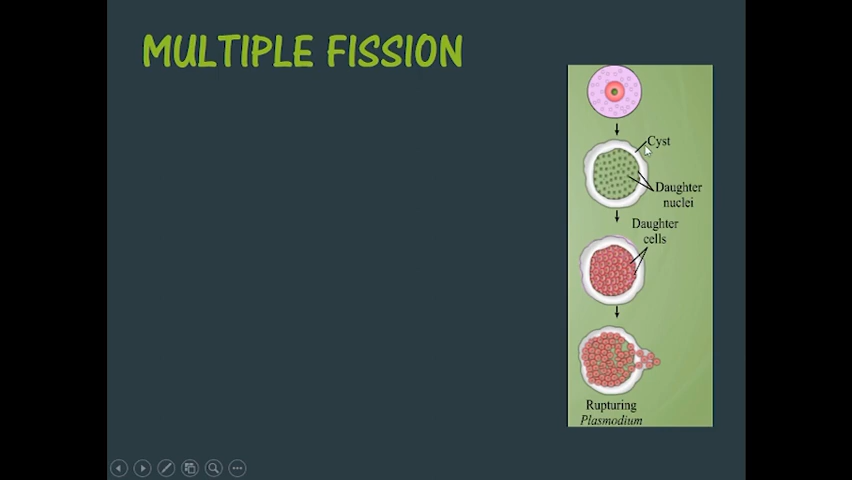 MULTIPLE FISSION
Cyst
Daughter
nuclei
Daughter
cells
Rupturing
Plasmodium